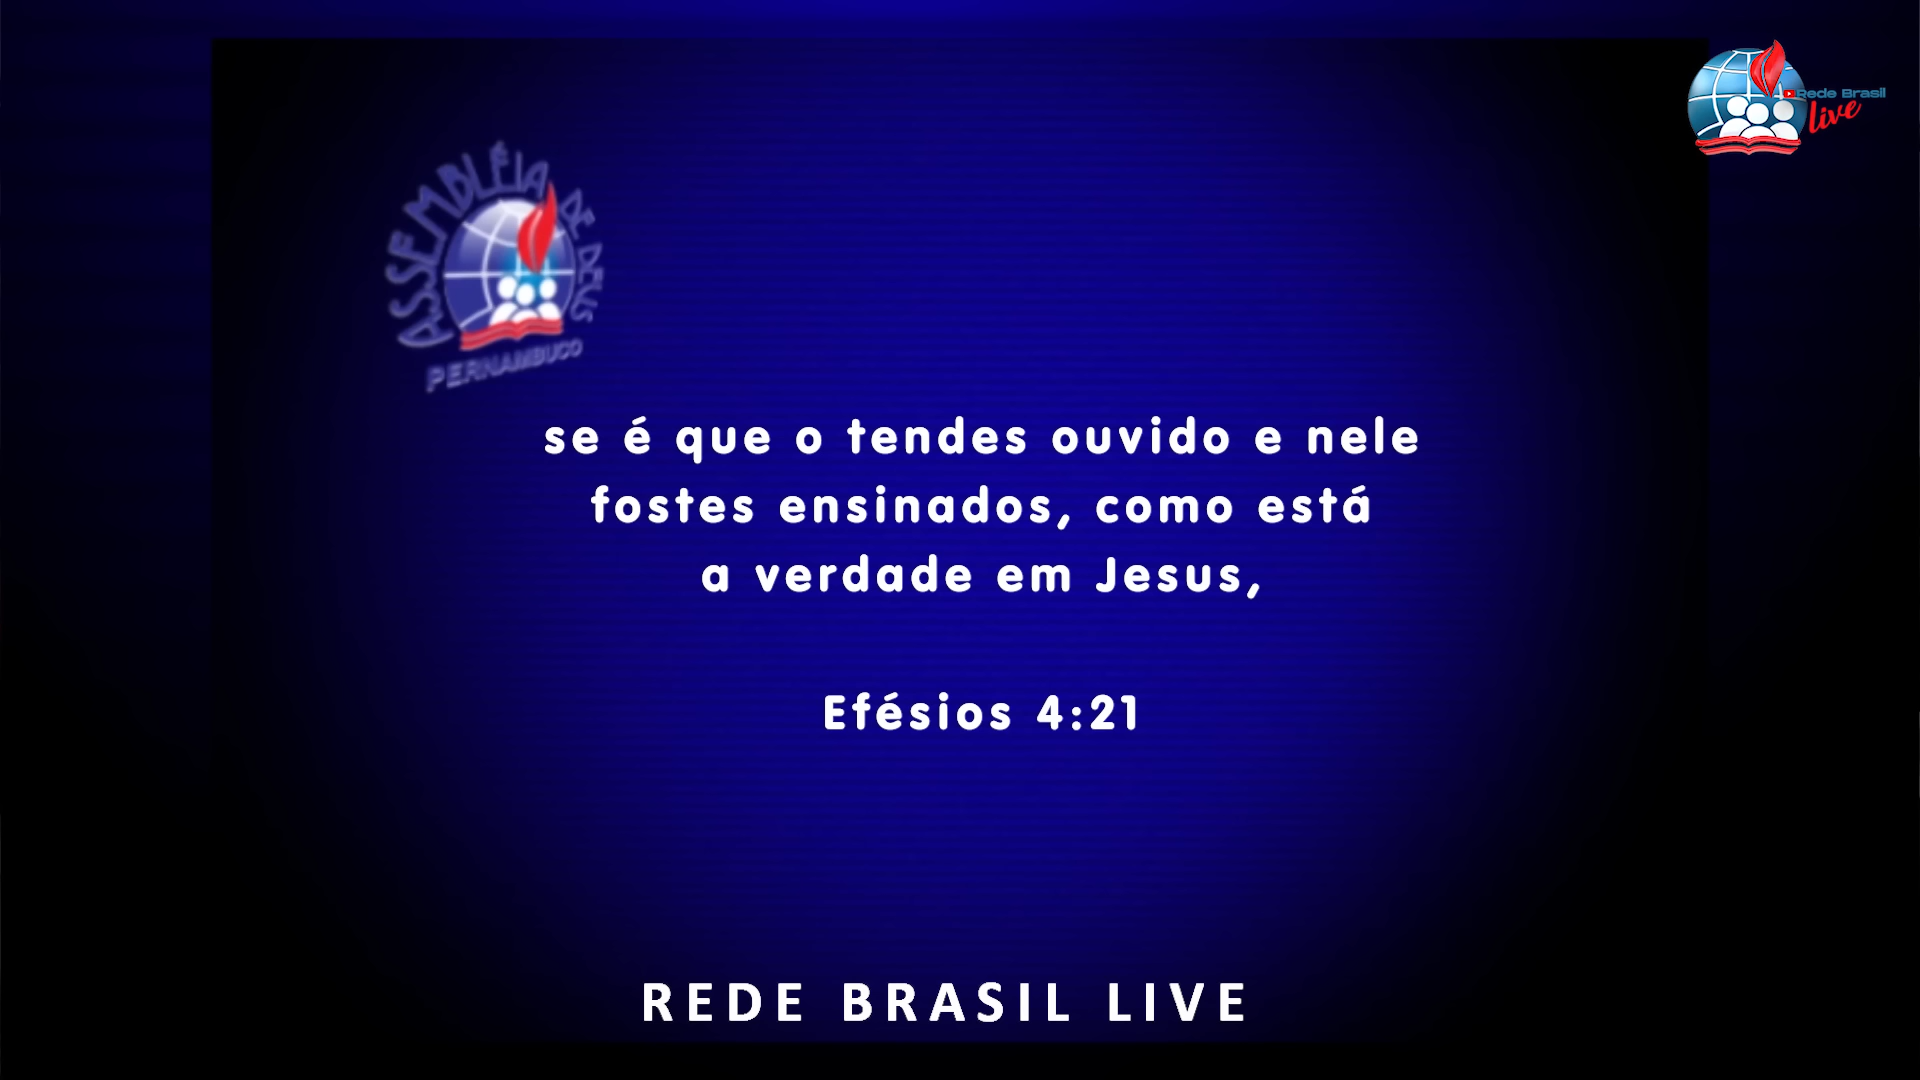 Rede Brasil
live
ASSEMBLÉIA DE DEUS
PERNAMBUCO
se é que o tendes ouvido e nele
fostes ensinados, como está
a verdade em Jesus,
Efésios 4:21
REDE BRASIL LIVE